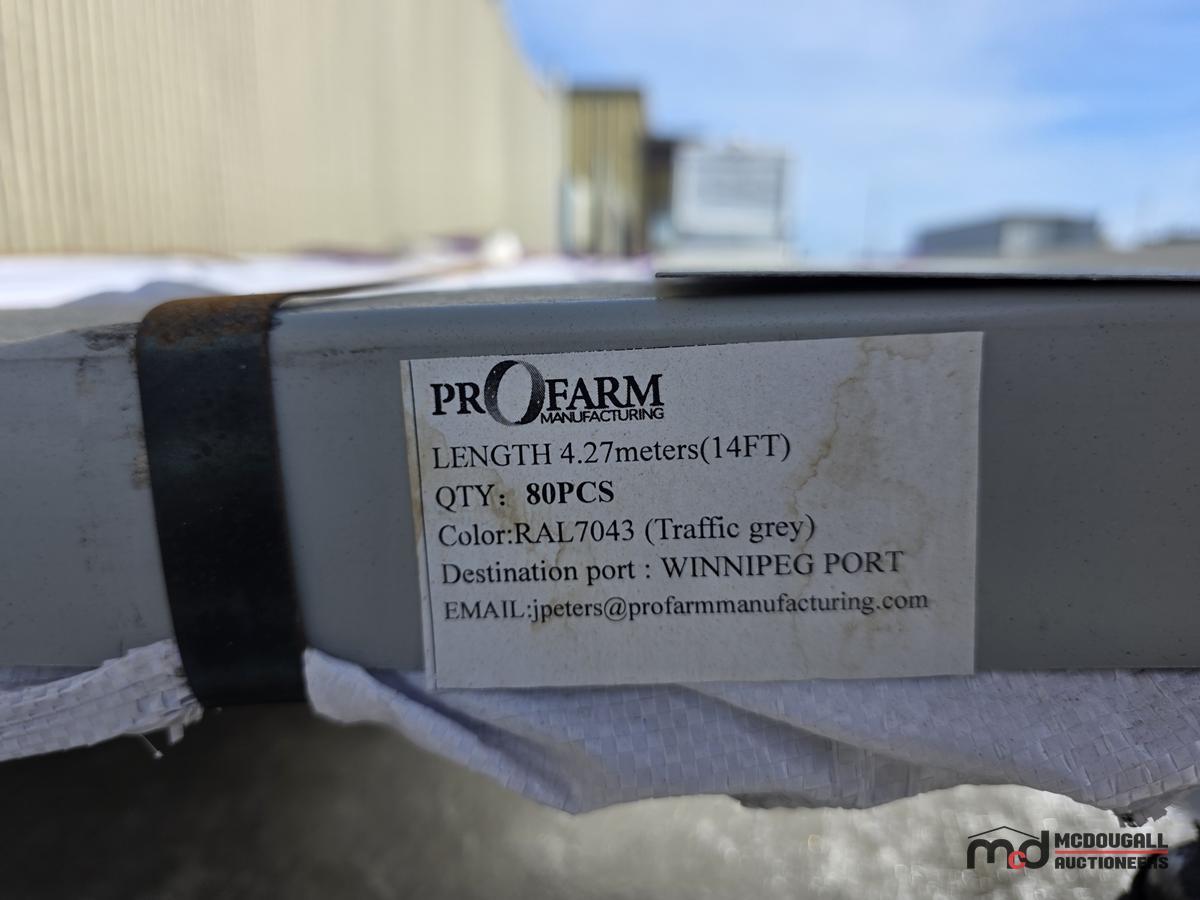 PROFARM
MANUFACTURING
LENGTH 4.27meters(14FT)
QTY: 80PCS
Color:RAL7043 (Traffic grey)
Destination port : WINNIPEG PORT
EMAIL:jpeters@profarmmanufacturing.com
mcd MCDOUGALL
AUCTIONEERS